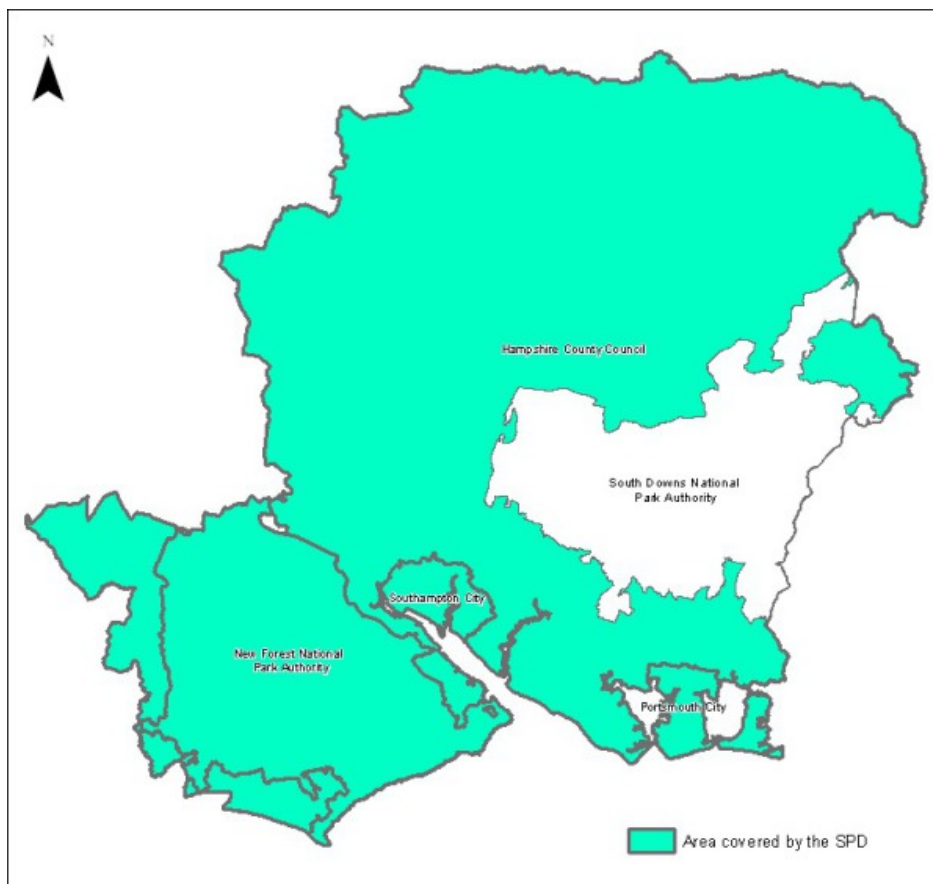 N
Hampshire County Council
South Downs National
Park Authority
Southampton City
New Forest National
Park Authority
Portsmouth City
Area covered by the SPD